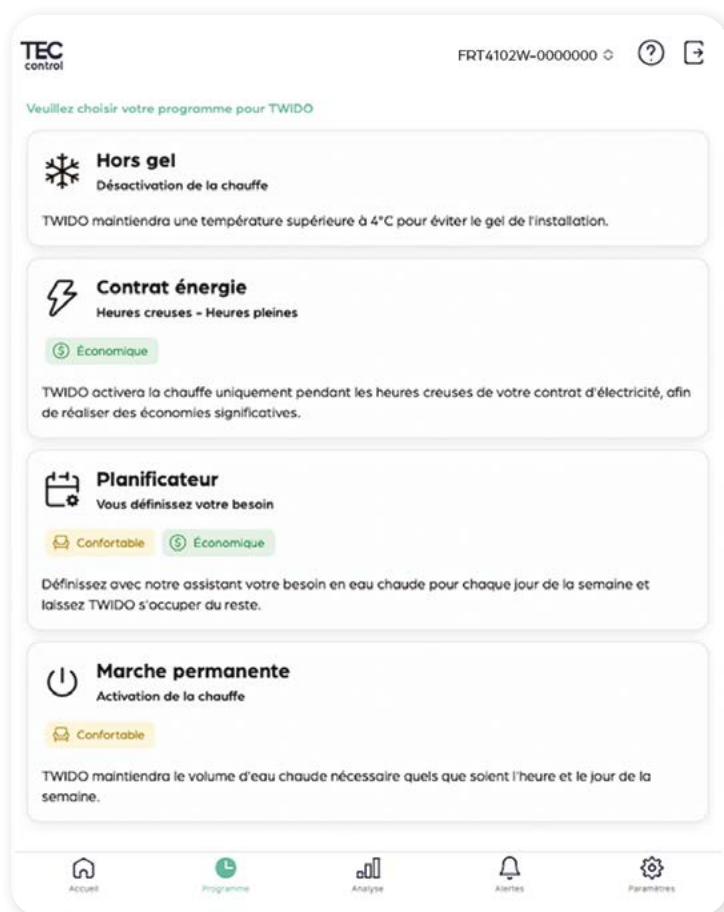 TEC
control
FRT4102W-0000000
Veuillez choisir votre programme pour TWIDO
Hors gel
Désactivation de la chauffe
TWIDO maintiendra une température supérieure à 4°C pour éviter le gel de l'installation.
Contrat énergie
Heures creuses - Heures pleines
Économique
TWIDO activera la chauffe uniquement pendant les heures creuses de votre contrat d'électricité, afin
de réaliser des économies significatives.
Planificateur
Vous définissez votre besoin
Confortable Économique
Définissez avec notre assistant votre besoin en eau chaude pour chaque jour de la semaine et
laissez TWIDO s'occuper du reste.
Marche permanente
Activation de la chauffe
Confortable
TWIDO maintiendra le volume d'eau chaude nécessaire quels que soient l'heure et le jour de la
semaine.
Accueil Programme Analyse Alertes Paramètres